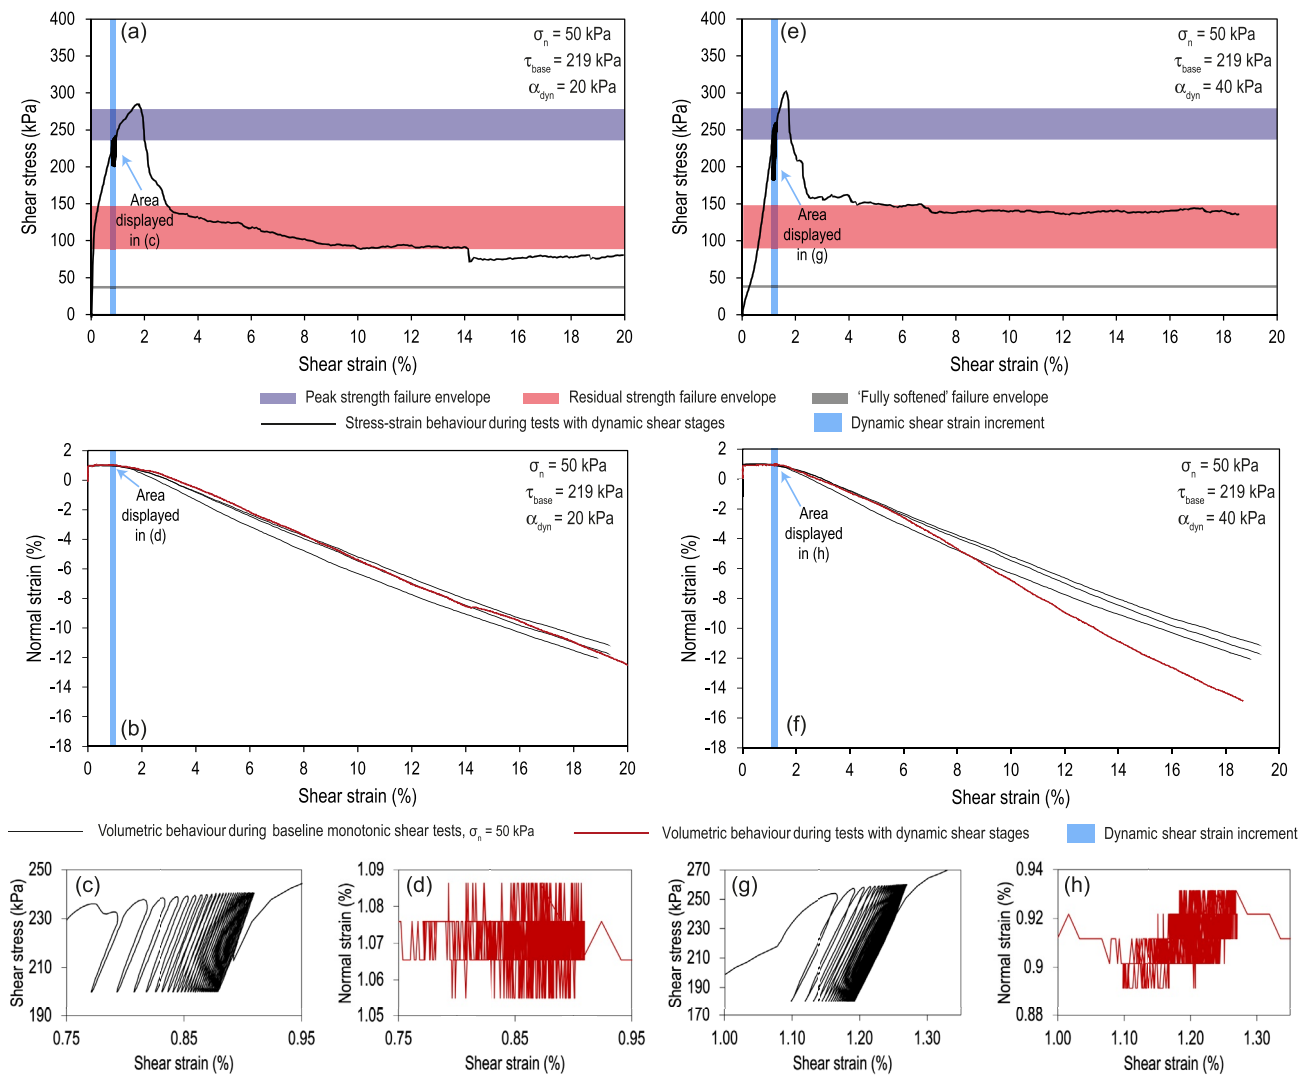 (a)
σn = 50 kPa
τbase = 219 kPa
αdyn = 20 kPa
400
350
300
250
200
150
100
50
0
Shear stress (kPa)
Area
displayed
in (c)
0 2 4 6 8 10 12 14 16 18 20
Shear strain (%)
(e)
σn = 50 kPa
τbase = 219 kPa
αdyn = 40 kPa
400
350
300
250
200
150
100
50
0
Shear stress (kPa)
Area
displayed
in (g)
0 2 4 6 8 10 12 14 16 18 20
Shear strain (%)
Peak strength failure envelope
Residual strength failure envelope
'Fully softened' failure envelope
Stress-strain behaviour during tests with dynamic shear stages
Dynamic shear strain increment
2
0
-2
-4
-6
-8
-10
-12
-14
-16
-18
Normal strain (%)
σn = 50 kPa
τbase = 219 kPa
αdyn = 20 kPa
Area
displayed
in (d)
(b)
0 2 4 6 8 10 12 14 16 18 20
Shear strain (%)
2
0
-2
-4
-6
-8
-10
-12
-14
-16
-18
Normal strain (%)
σn = 50 kPa
τbase = 219 kPa
αdyn = 40 kPa
Area
displayed
in (h)
(f)
0 2 4 6 8 10 12 14 16 18 20
Shear strain (%)
Volumetric behaviour during baseline monotonic shear tests, σn = 50 kPa
Volumetric behaviour during tests with dynamic shear stages
Dynamic shear strain increment
(c)
250
230
210
190
Shear stress (kPa)
0.75 0.85 0.95
Shear strain (%)
(d)
1.09
1.08
1.07
1.06
1.05
Normal strain (%)
0.75 0.85 0.95
Shear strain (%)
(g)
270
250
230
210
190
170
Shear stress (kPa)
1.00 1.10 1.20 1.30
Shear strain (%)
(h)
0.94
0.92
0.9
0.88
Normal strain (%)
1.00 1.10 1.20 1.30
Shear strain (%)